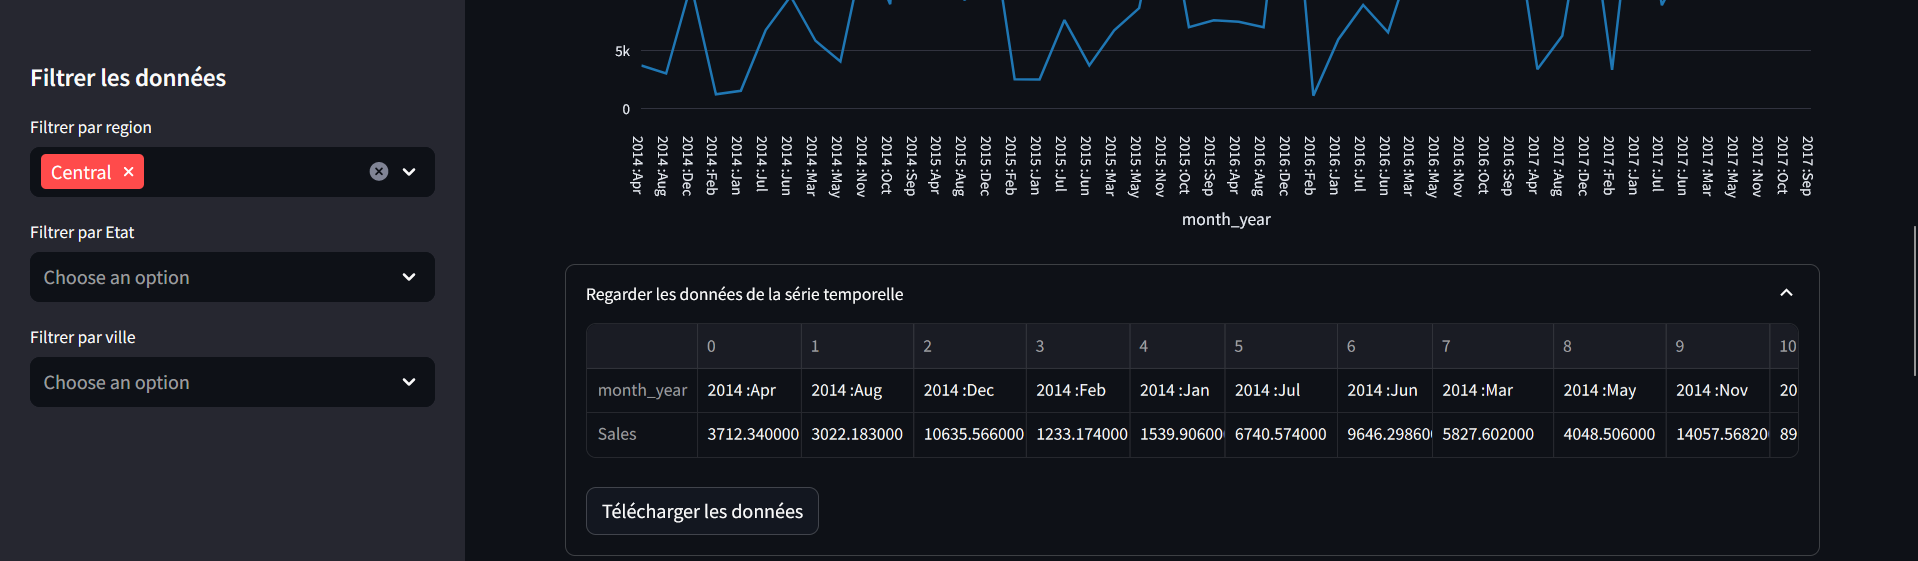 Filtrer les données
Filtrer par region
Central ×
Filtrer par Etat
Choose an option
Filtrer par ville
Choose an option
5k
0
2014 :Apr
2014 :Aug
2014 :Dec
2014 :Feb
2014 :Jan
2014 :Jul
2014 :Jun
2014 :Mar
2014 :May
2014 :Nov
2014 :Oct
2014 :Sep
2015 :Apr
2015 :Aug
2015 :Dec
2015 :Feb
2015 :Jan
2015 :Jul
2015 :Jun
2015 :Mar
2015 :May
2015 :Nov
2015 :Oct
2015 :Sep
2016 :Apr
2016 :Aug
2016 :Dec
2016 :Feb
2016 :Jan
2016 :Jul
2016 :Jun
2016 :Mar
2016 :May
2016 :Nov
2016 :Oct
2016 :Sep
2017 :Apr
2017 :Aug
2017 :Dec
2017 :Feb
2017 :Jan
2017 :Jul
2017 :Jun
2017 :Mar
2017 :May
2017 :Nov
2017 :Oct
2017 :Sep
month_year
Regarder les données de la série temporelle
0 1 2 3 4 5 6 7 8 9 10
month_year 2014 :Apr 2014 :Aug 2014 :Dec 2014 :Feb 2014 :Jan 2014 :Jul 2014 :Jun 2014 :Mar 2014 :May 2014 :Nov 20
Sales 3712.340000 3022.183000 10635.566000 1233.174000 1539.906000 6740.574000 9646.29860 5827.602000 4048.506000 14057.56820 89
Télécharger les données